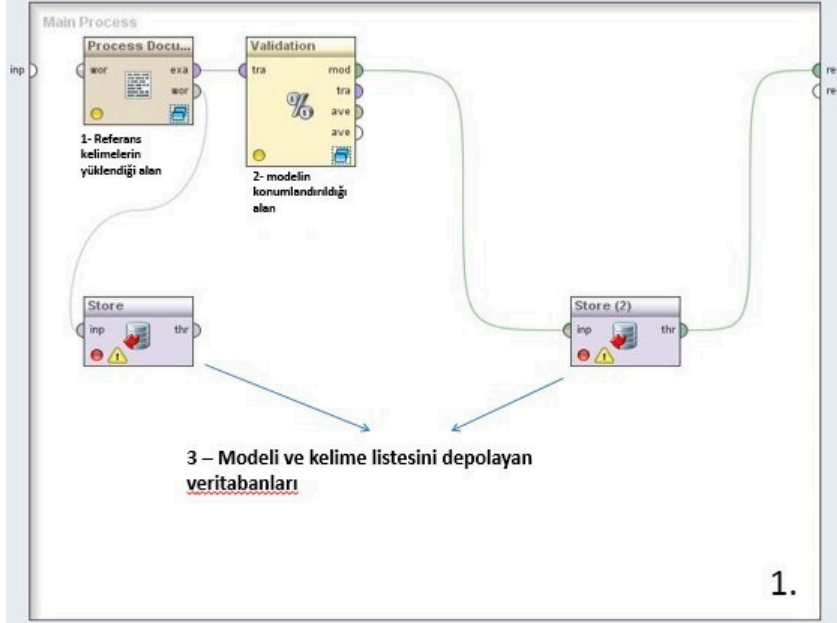 Main Process
Process Docu...
Validation
inp
wor
exa
wor
tra
mod
tra
ave
ave
re
re
1- Referans
kelimelerin
yüklendiği alan
2- modelin
konumlandırıldığı
alan
Store
inp
thr
Store (2)
inp
thr
3 – Modeli ve kelime listesini depolayan
veritabanları
1.